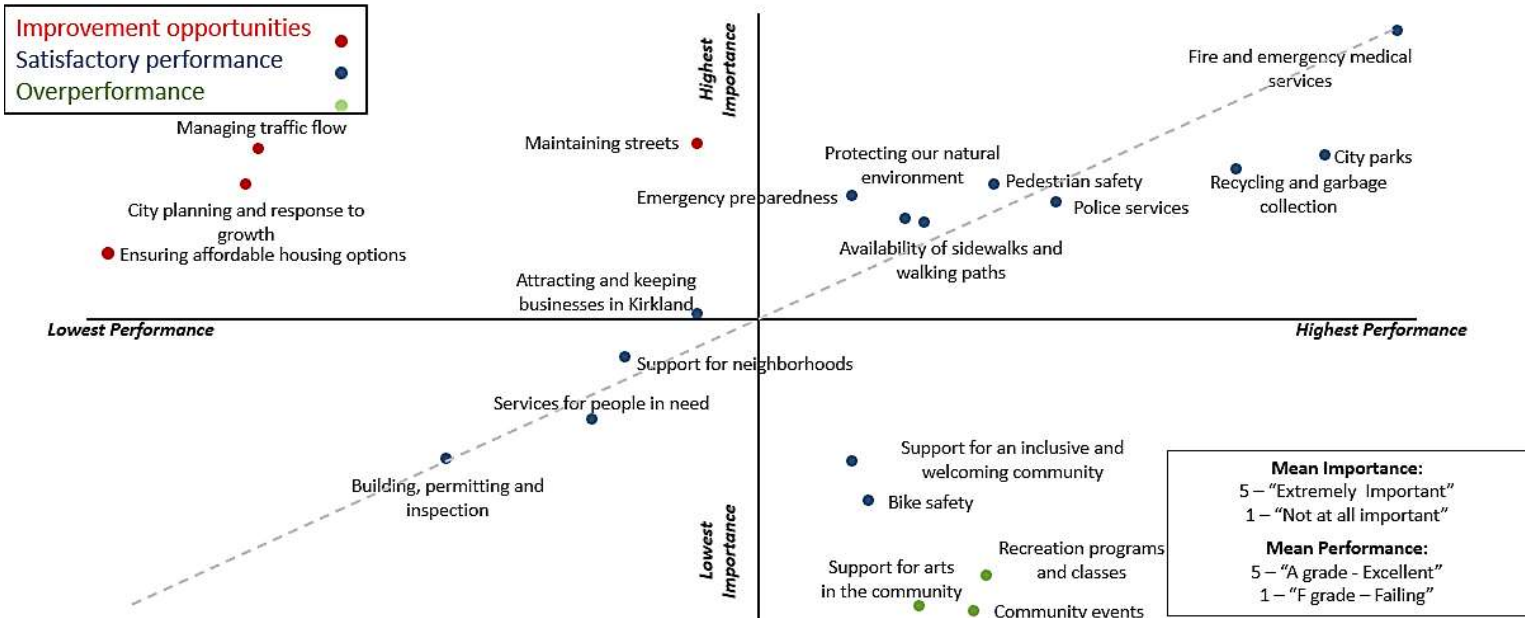 Improvement opportunities
Satisfactory performance
Overperformance
Highest
Importance
Fire and emergency medical
services
Managing traffic flow
Maintaining streets
Protecting our natural
environment
City parks
Emergency preparedness
Pedestrian safety
Recycling and garbage
collection
City planning and response to
growth
Police services
Ensuring affordable housing options
Availability of sidewalks and
walking paths
Attracting and keeping
businesses in Kirkland
Lowest Performance
Highest Performance
Support for neighborhoods
Services for people in need
Building, permitting and
inspection
Support for an inclusive and
welcoming community
Bike safety
Lowest
Importance
Recreation programs
and classes
Support for arts
in the community
Community events
Mean Importance:
5 – “Extremely Important”
1 – “Not at all important”
Mean Performance:
5 – “A grade - Excellent”
1 – “F grade – Failing”